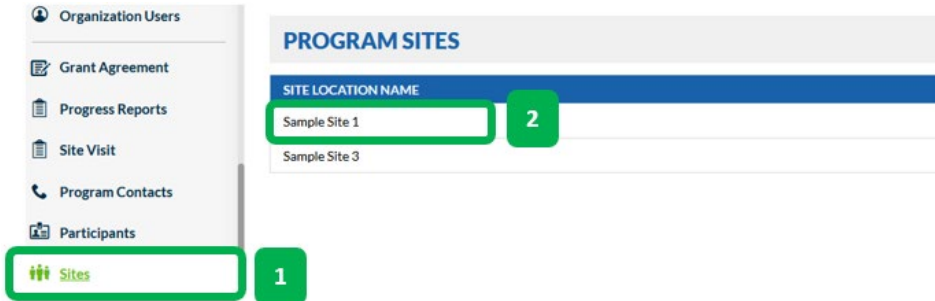 Organization Users
Grant Agreement
Progress Reports
Site Visit
Program Contacts
Participants
Sites
1
PROGRAM SITES
SITE LOCATION NAME
Sample Site 1
2
Sample Site 3